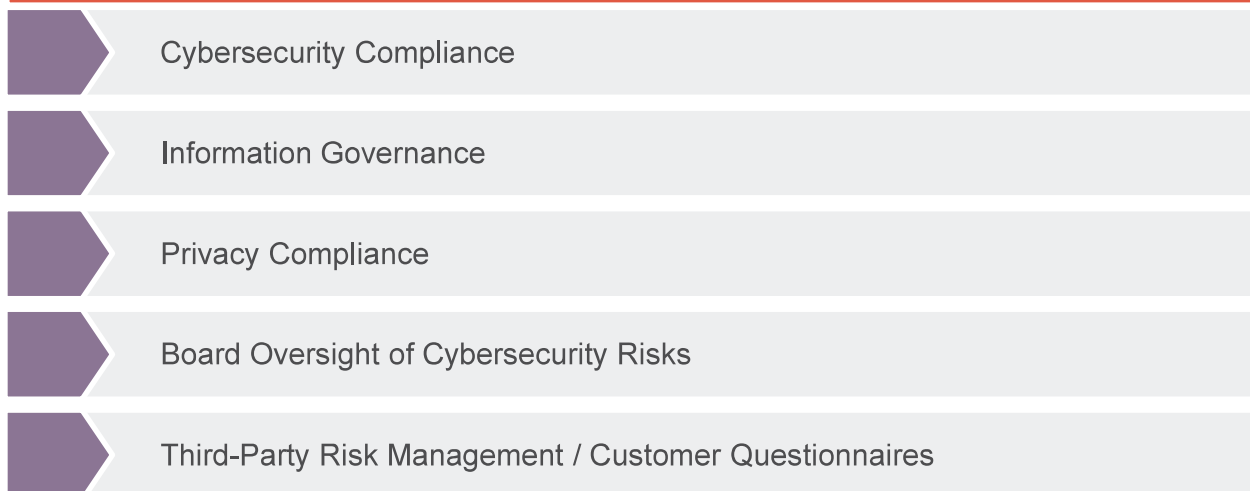 Cybersecurity Compliance
Information Governance
Privacy Compliance
Board Oversight of Cybersecurity Risks
Third-Party Risk Management / Customer Questionnaires